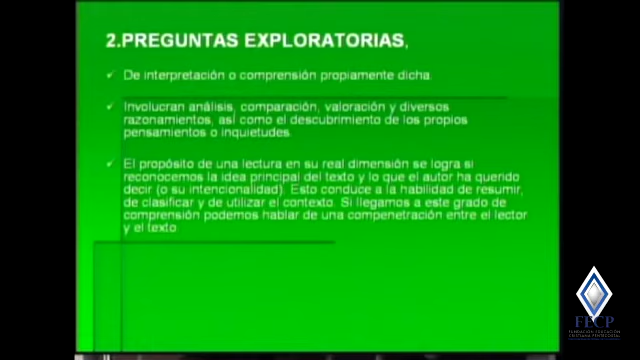 2.PREGUNTAS EXPLORATORIAS,
De interpretación o comprensión propiamente dicha.
Involucran análisis, comparación, valoración y diversos
razonamientos, así como el descubrimiento de los propios
pensamientos o inquietudes.
El propósito de una lectura en su real dimensión se logra si
reconocemos la idea principal del texto y lo que el autor ha querido
decir (o su intencionalidad). Esto conduce a la habilidad de resumir,
de clasificar y de utilizar el contexto. Si llegamos a este grado de
comprensión podemos hablar de una compenetración entre el lector
y el texto.
FECP
FUNDACIÓN EDUCACIÓN
CRISTIANA PENTECOSTAL